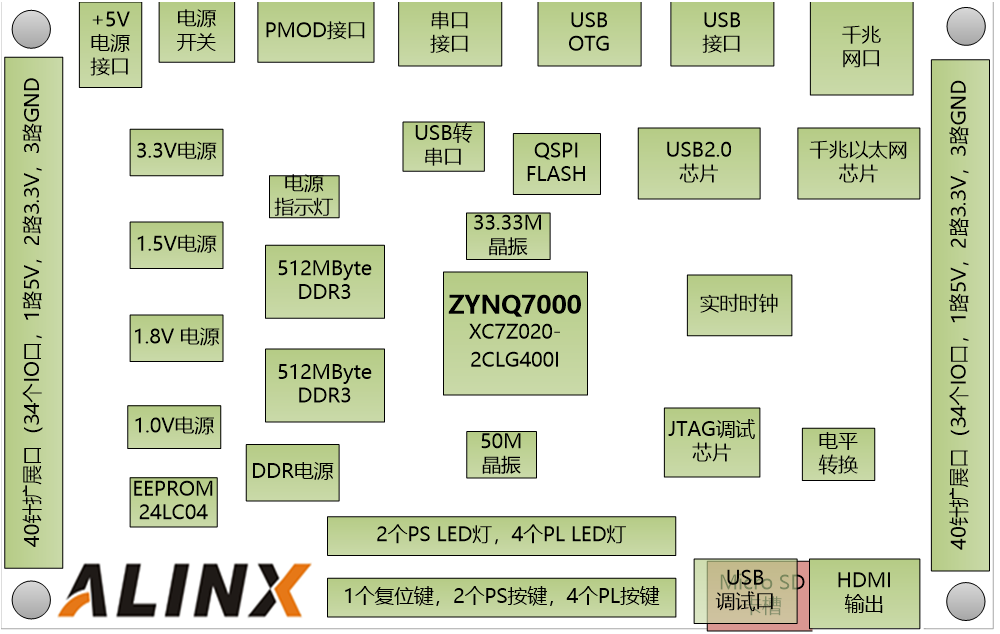 +5V
电源
接口
电源
开关
PMOD接口
串口
接口
USB
OTG
USB
接口
千兆
网口
40针扩展口（34个IO口，1路5V，2路3.3V，3路GND
3.3V电源
电源
指示灯
USB转
串口
QSPI
FLASH
USB2.0
芯片
千兆以太网
芯片
40针扩展口（34个IO口，1路5V，2路3.3V，3路GND
33.33M
晶振
1.5V电源
512MByte
DDR3
ZYNQ7000
XC7Z020-
2CLG400I
实时时钟
1.8V 电源
512MByte
DDR3
1.0V电源
DDR电源
50M
晶振
JTAG调试
芯片
电平
转换
EEPROM
24LC04
2个PS LED灯，4个PL LED灯
ALINX
1个复位键，2个PS按键，4个PL按键
Micro SD
卡槽
USB
调试口
HDMI
输出